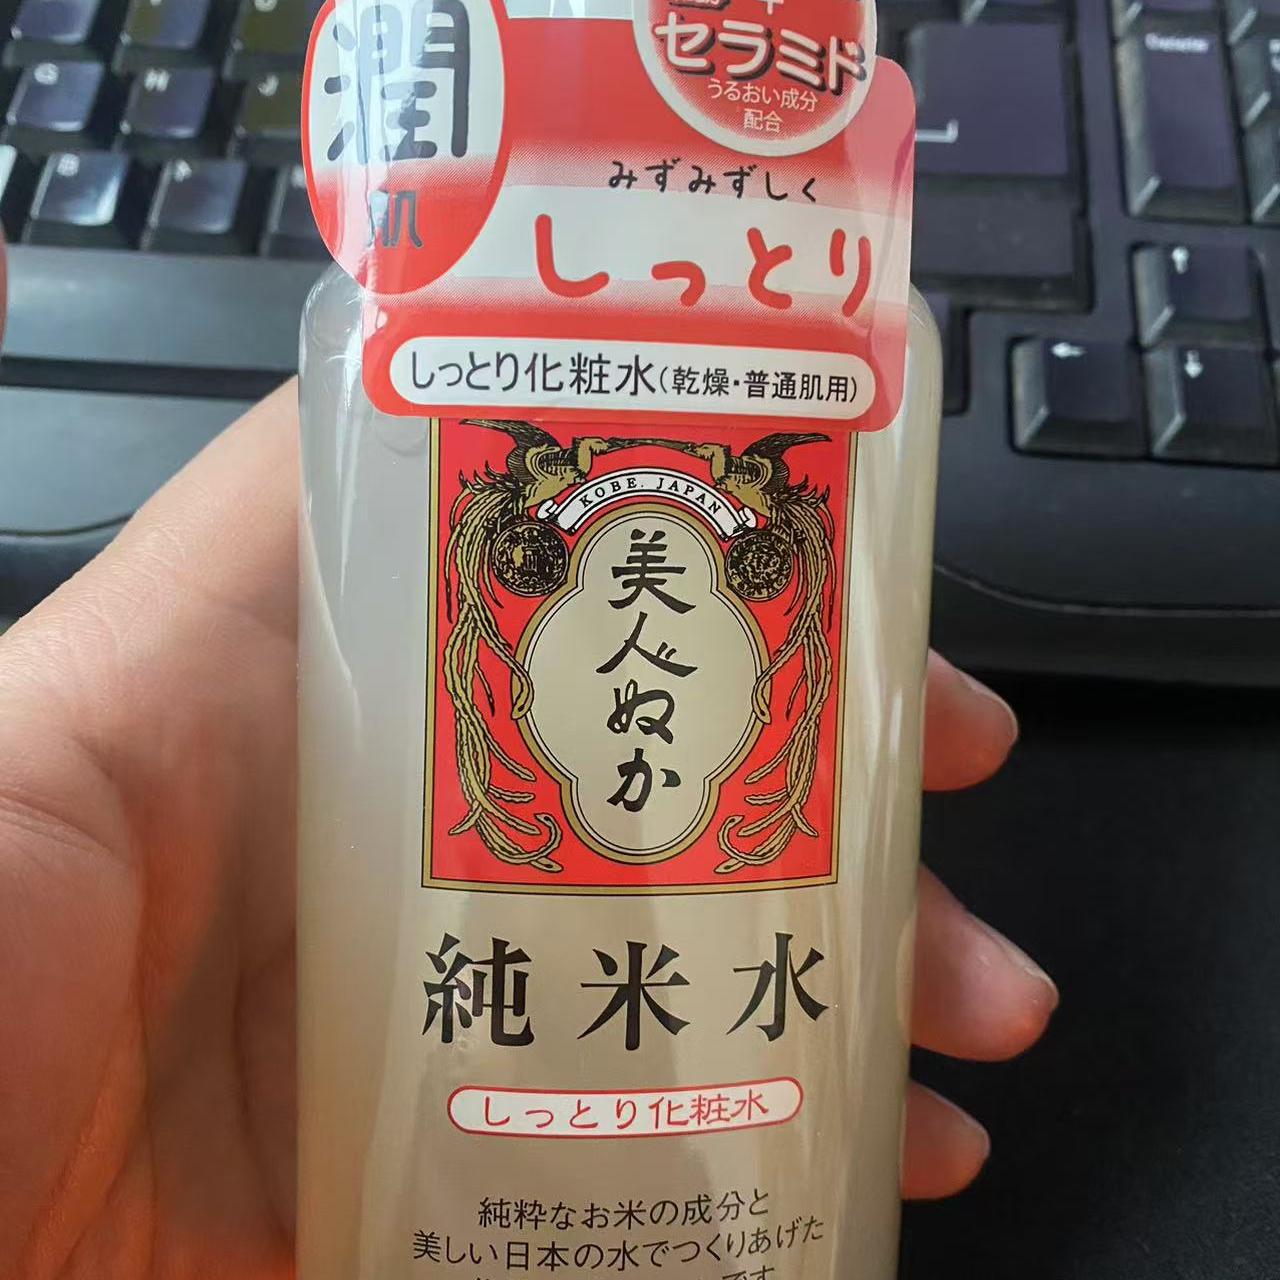 潤
肌
+
セラミド
うるおい成分
配合
みずみずしく
しっとり
しっとり化粧水(乾燥・普通肌用)
KOBE. JAPAN
美人ぬか
純米水
しっとり化粧水
純粋なお米の成分と
美しい日本の水でつくりあげた
Delete
G
H
J
B
N